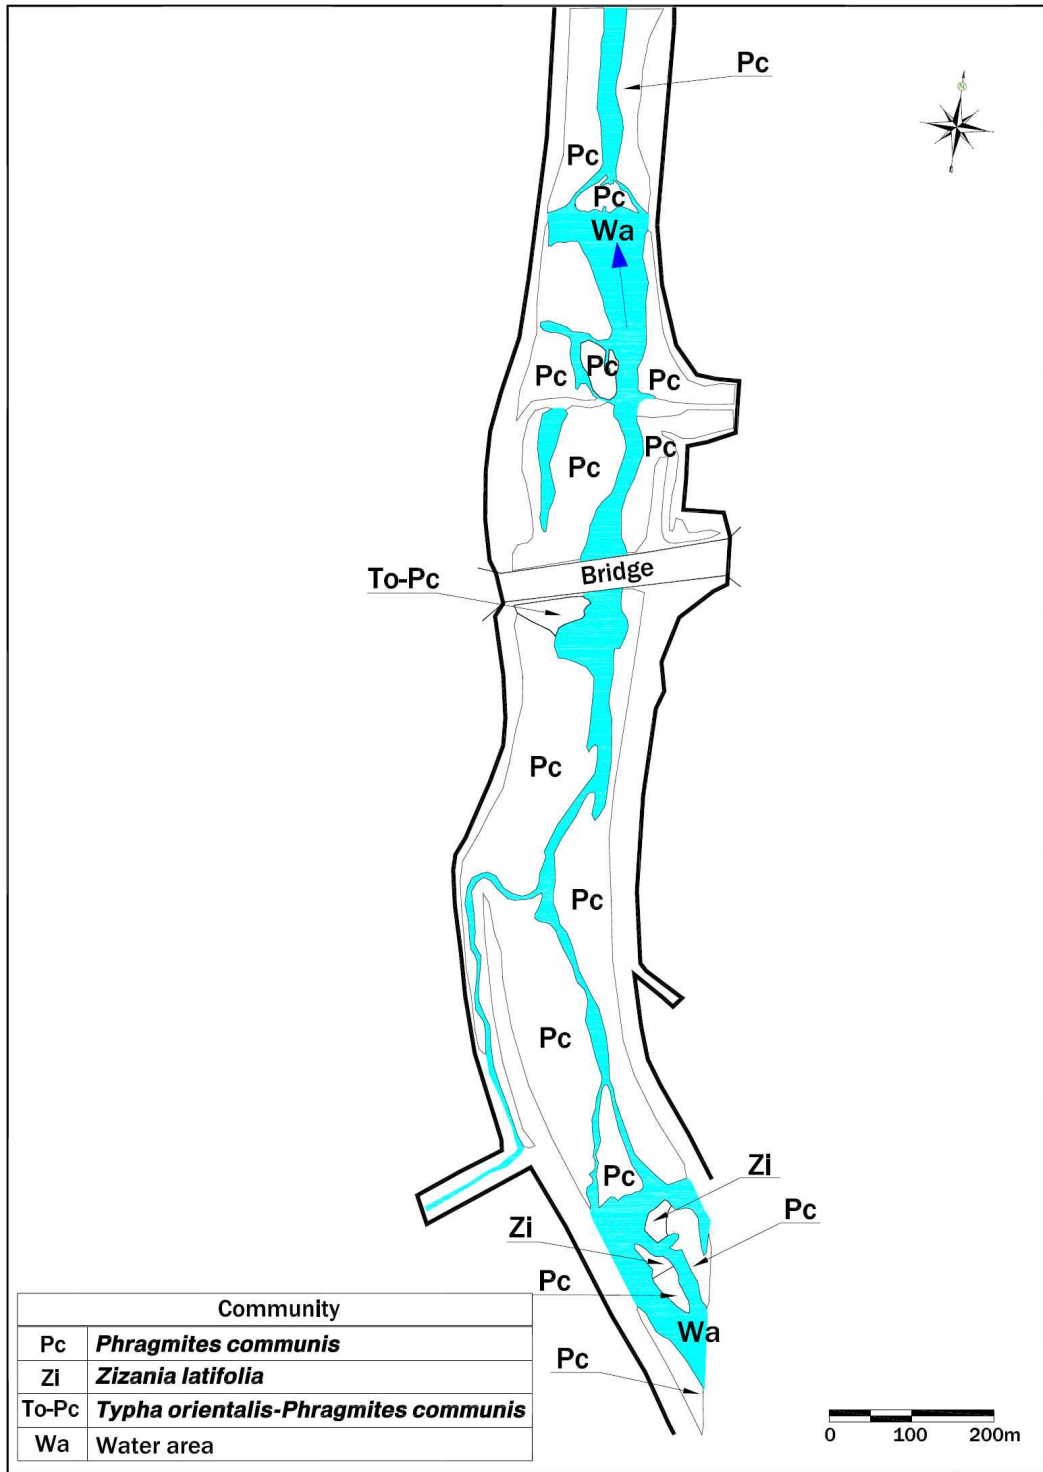 Pc
N
Pc
Pc
Wa
Pc
Pc
Pc
Pc
Pc
Bridge
To-Pc
Pc
Pc
Pc
Pc
Zi
Pc
Zi
Pc
Wa
Pc
Community
Pc Phragmites communis
Zi Zizania latifolia
To-Pc Typha orientalis-Phragmites communis
Wa Water area
0 100 200m